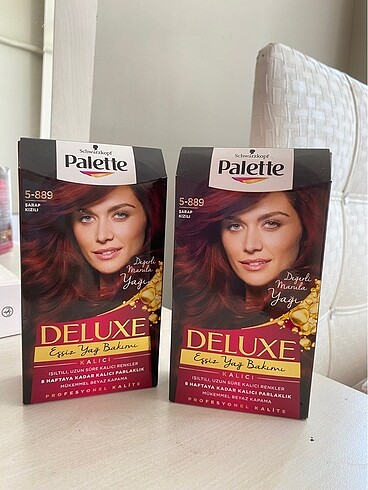 Schwarzkopf
Palette
5-889
ŞARAP
KIZILI
Değerli
Marula
Yağı
DELUXE
Eşsiz Yağ Bakımı
KALICI
IŞILTILI, UZUN SÜRE KALICI RENKLER
8 HAFTAYA KADAR KALICI PARLAKLIK
MÜKEMMEL BEYAZ KAPAMA
PROFESYONEL KALİTE
Schwarzkopf
Palette
5-889
ŞARAP
KIZILI
Değerli
Marula
Yağı
DELUXE
Eşsiz Yağ Bakımı
KALICI
IŞILTILI, UZUN SÜRE KALICI RENKLER
8 HAFTAYA KADAR KALICI PARLAKLIK
MÜKEMMEL BEYAZ KAPAMA
PROFESYONEL KALİTE